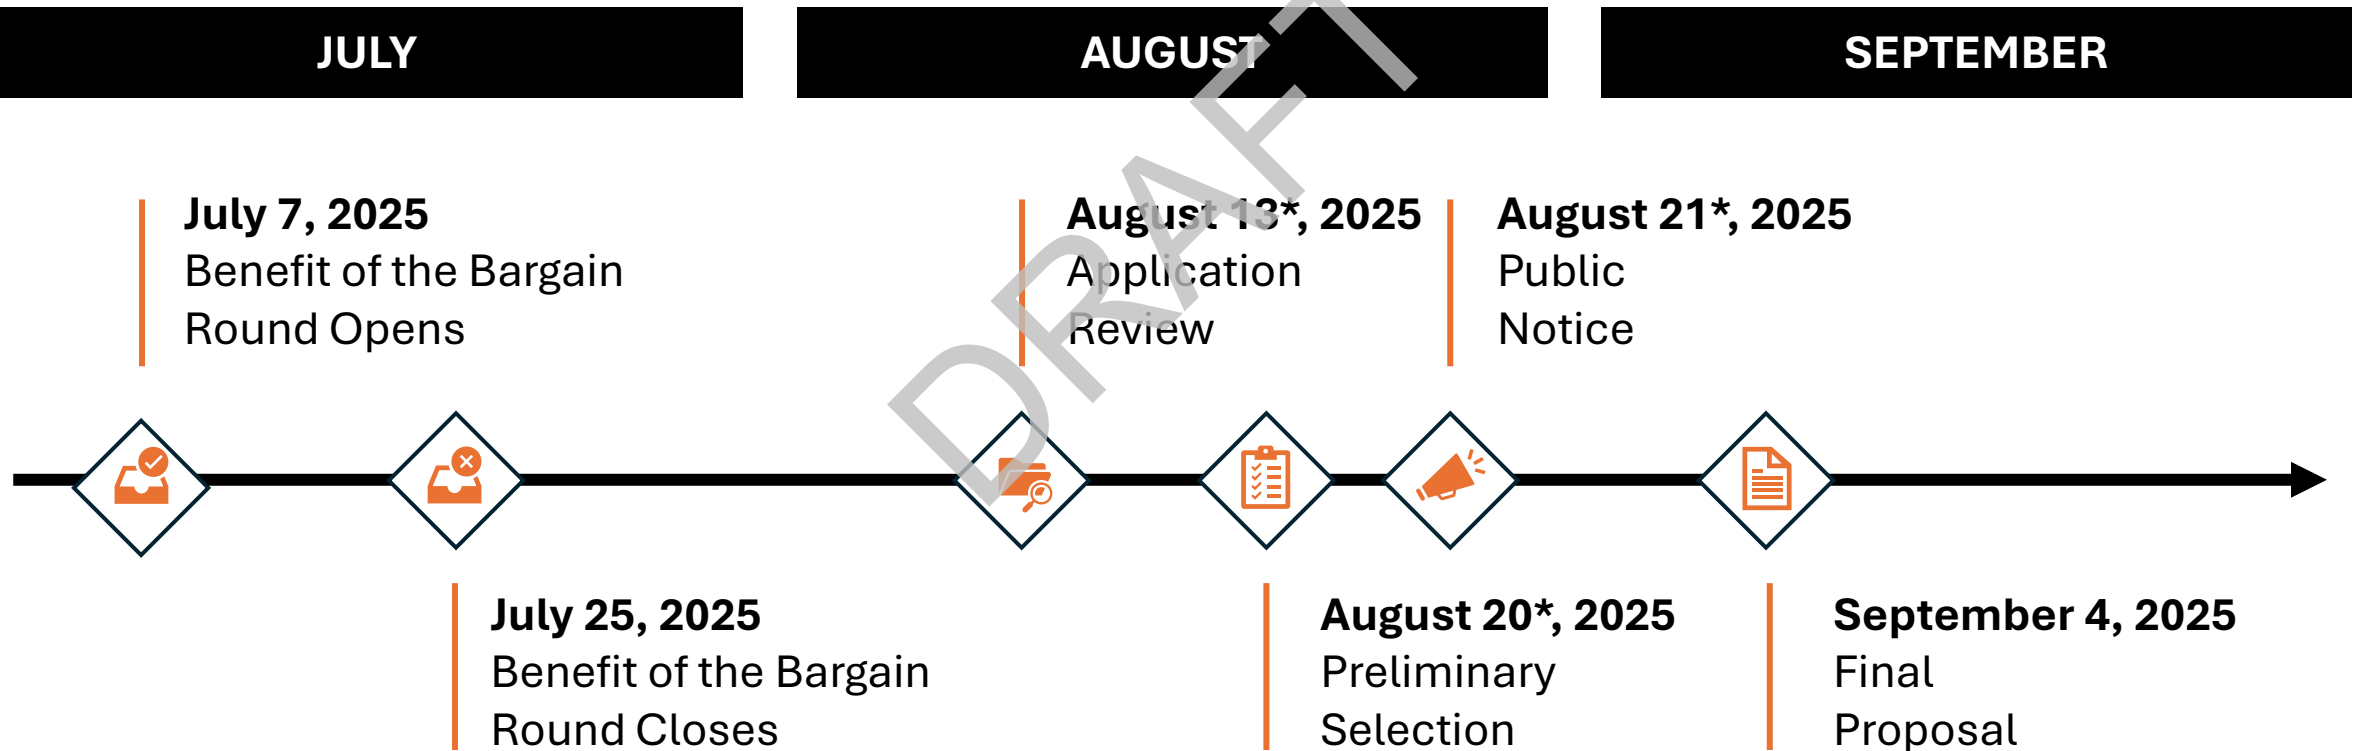 JULY
AUGUST
SEPTEMBER
July 7, 2025
Benefit of the Bargain
Round Opens
August 13*, 2025
Application
Review
August 21*, 2025
Public
Notice
July 25, 2025
Benefit of the Bargain
Round Closes
August 20*, 2025
Preliminary
Selection
September 4, 2025
Final
Proposal
DRAFT